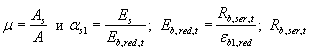 μ = A_s / A и α_s1 = E_s / E_b,red,t ; E_b,red,t = R_b,ser,t / ε_b1,red ; R_b,ser,t